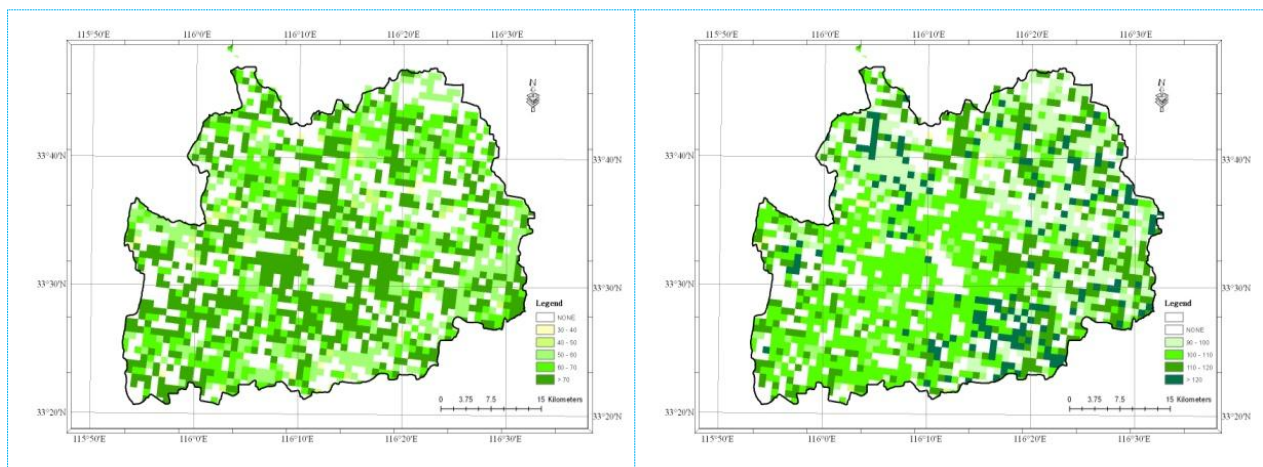 115°50'E 116°0'E 116°10'E 116°20'E 116°30'E
N
33°40'N 33°40'N
33°30'N 33°30'N
33°20'N 33°20'N
Legend
NONE
30 - 40
40 - 50
50 - 60
60 - 70
> 70
0 3.75 7.5 15 Kilometers
115°50'E 116°0'E 116°10'E 116°20'E 116°30'E
115°50'E 116°0'E 116°10'E 116°20'E 116°30'E
N
33°40'N 33°40'N
33°30'N 33°30'N
33°20'N 33°20'N
Legend
NONE
90 - 100
100 - 110
110 - 120
> 120
0 3.75 7.5 15 Kilometers
115°50'E 116°0'E 116°10'E 116°20'E 116°30'E